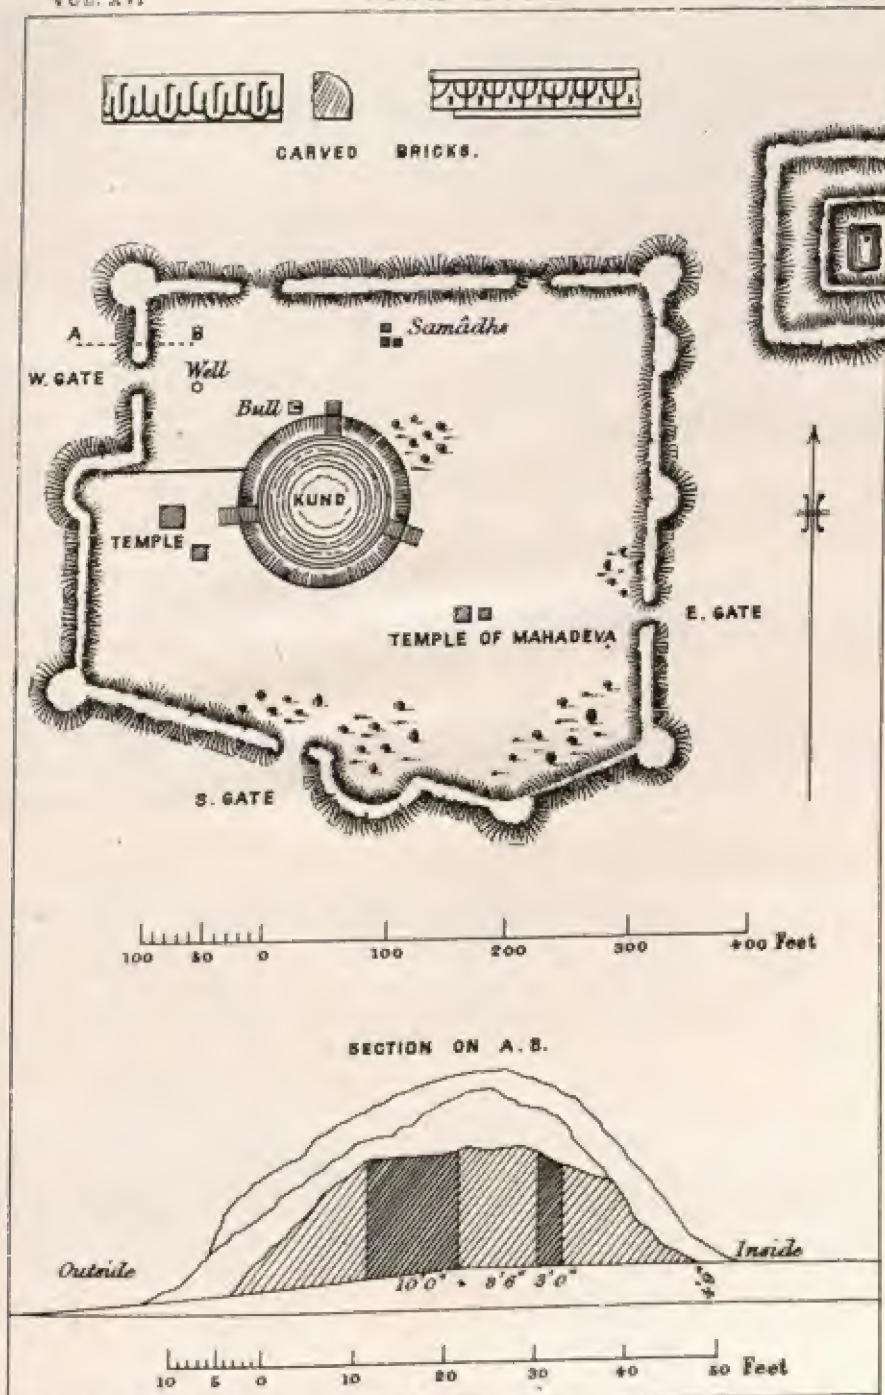 VOL. XVI
CARVED BRICKS.
A B
Samâdhs
W. GATE
Well
Bull
KUND
TEMPLE
TEMPLE OF MAHADEVA
E. GATE
S. GATE
100 50 0 100 200 300 400 Feet
SECTION ON A. B.
Outside
Inside
10'0" 8'6" 3'0"
10 5 0 10 20 30 40 50 Feet